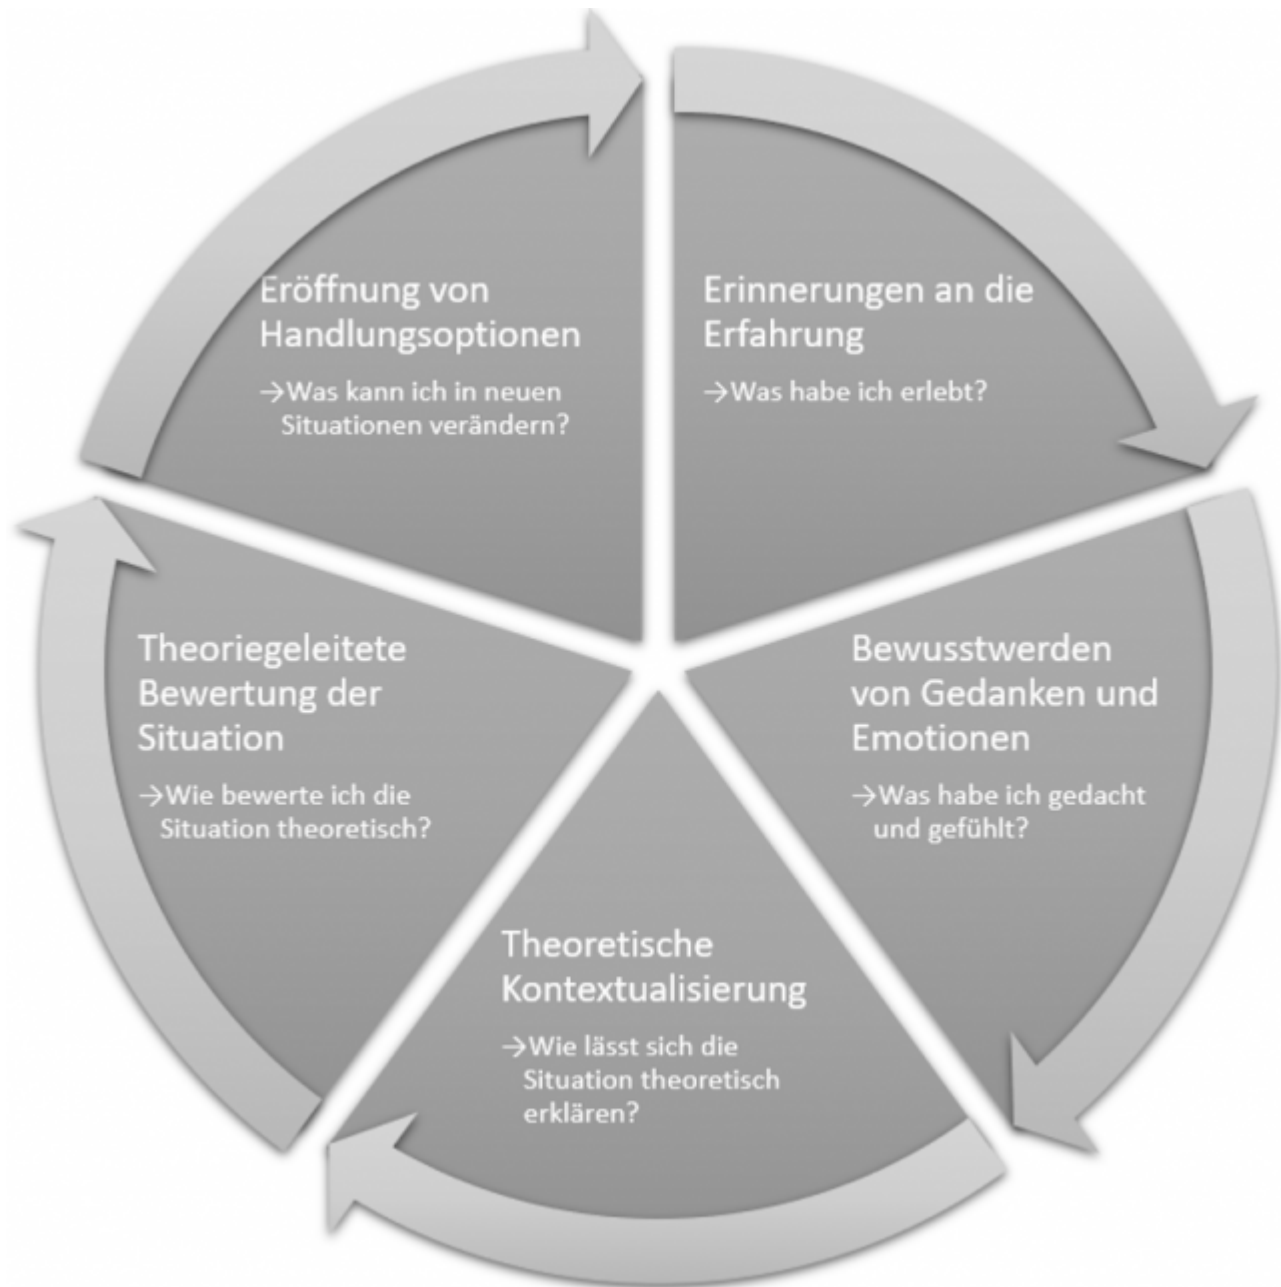 Erinnerungen an die
Erfahrung
→Was habe ich erlebt?
Bewusstwerden
von Gedanken und
Emotionen
→Was habe ich gedacht
und gefühlt?
Theoretische
Kontextualisierung
→Wie lässt sich die
Situation theoretisch
erklären?
Theoriegeleitete
Bewertung der
Situation
→Wie bewerte ich die
Situation theoretisch?
Eröffnung von
Handlungsoptionen
→Was kann ich in neuen
Situationen verändern?